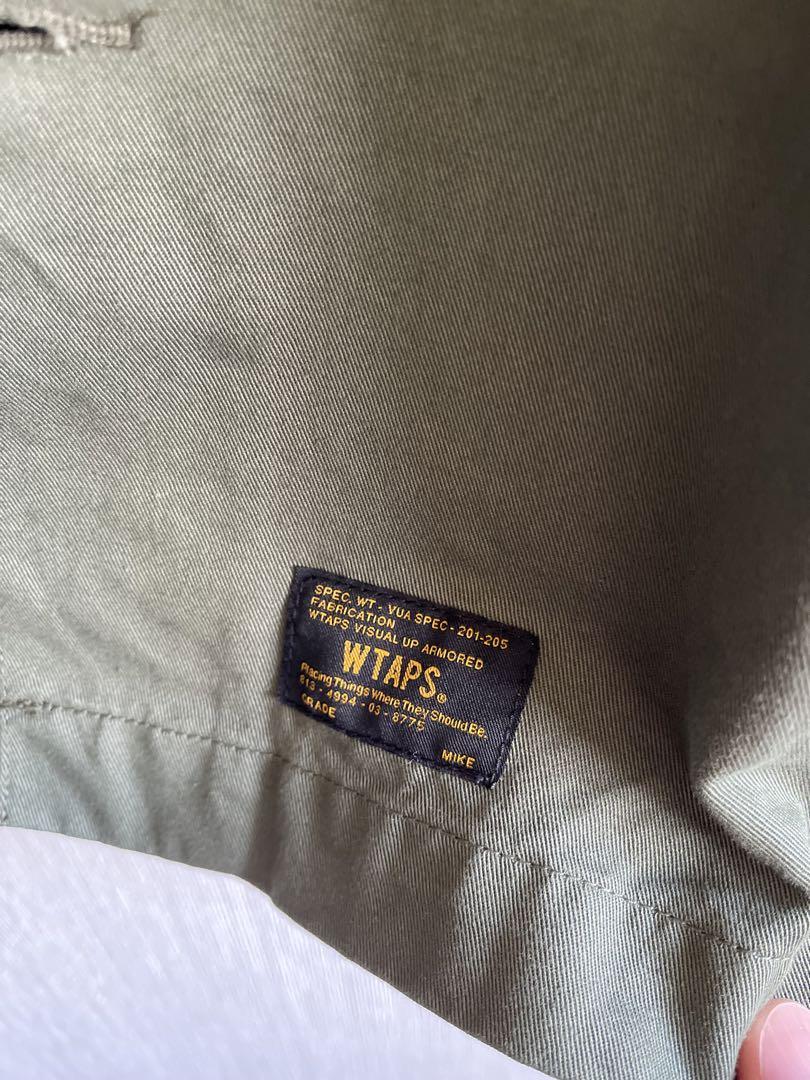 SPEC. WT - VUA SPEC - 201-205
FABRICATION
WTAPS VISUAL UP ARMORED
WTAPS®
Placing Things Where They Should Be.
813 - 4994 - 03 - 8775
GRADE
MIKE